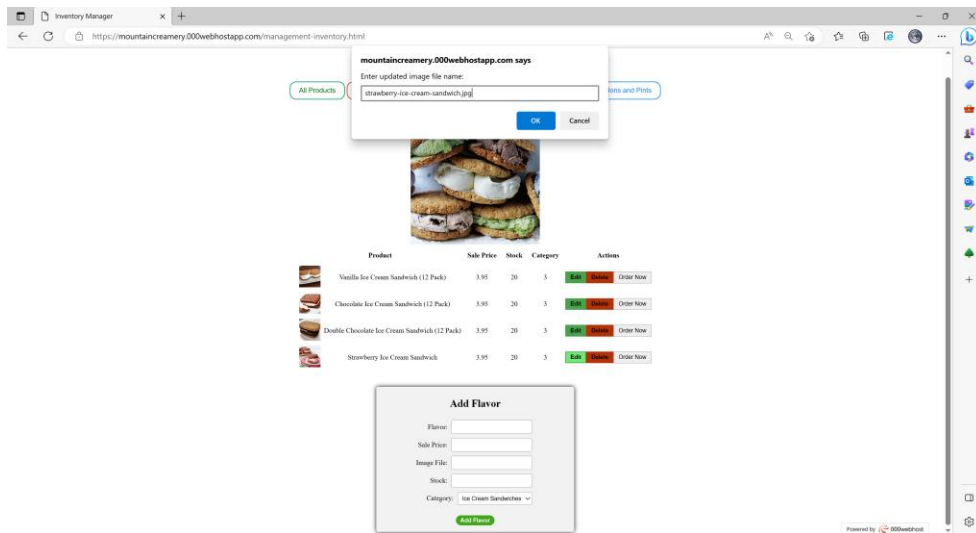 Inventory Manager
https://mountaincreamery.000webhostapp.com/management-inventory.html
mountaincreamery.000webhostapp.com says
Enter updated image file name:
strawberry-ice-cream-sandwich.jpg
OK Cancel
All Products and Pints
Product Sale Price Stock Category Actions
Vanilla Ice Cream Sandwich (12 Pack) 3.95 20 3 Edit Delete Order Now
Chocolate Ice Cream Sandwich (12 Pack) 3.95 20 3 Edit Delete Order Now
Double Chocolate Ice Cream Sandwich (12 Pack) 3.95 20 3 Edit Delete Order Now
Strawberry Ice Cream Sandwich 3.95 20 3 Edit Delete Order Now
Add Flavor
Flavor:
Sale Price:
Image File:
Stock:
Category: Ice Cream Sandwiches
Add Flavor
Powered by 000webhost